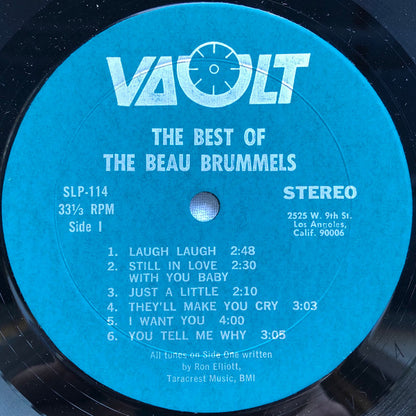 VAULT
THE BEST OF
THE BEAU BRUMMELS
SLP-114
33⅓ RPM
Side I
STEREO
2525 W. 9th St.
Los Angeles,
Calif. 90006
1. LAUGH LAUGH 2:48
2. STILL IN LOVE 2:30
WITH YOU BABY
3. JUST A LITTLE 2:10
4. THEY'LL MAKE YOU CRY 3:03
5. I WANT YOU 4:00
6. YOU TELL ME WHY 3:05
All tunes on Side One written
by Ron Elliott,
Taracrest Music, BMI